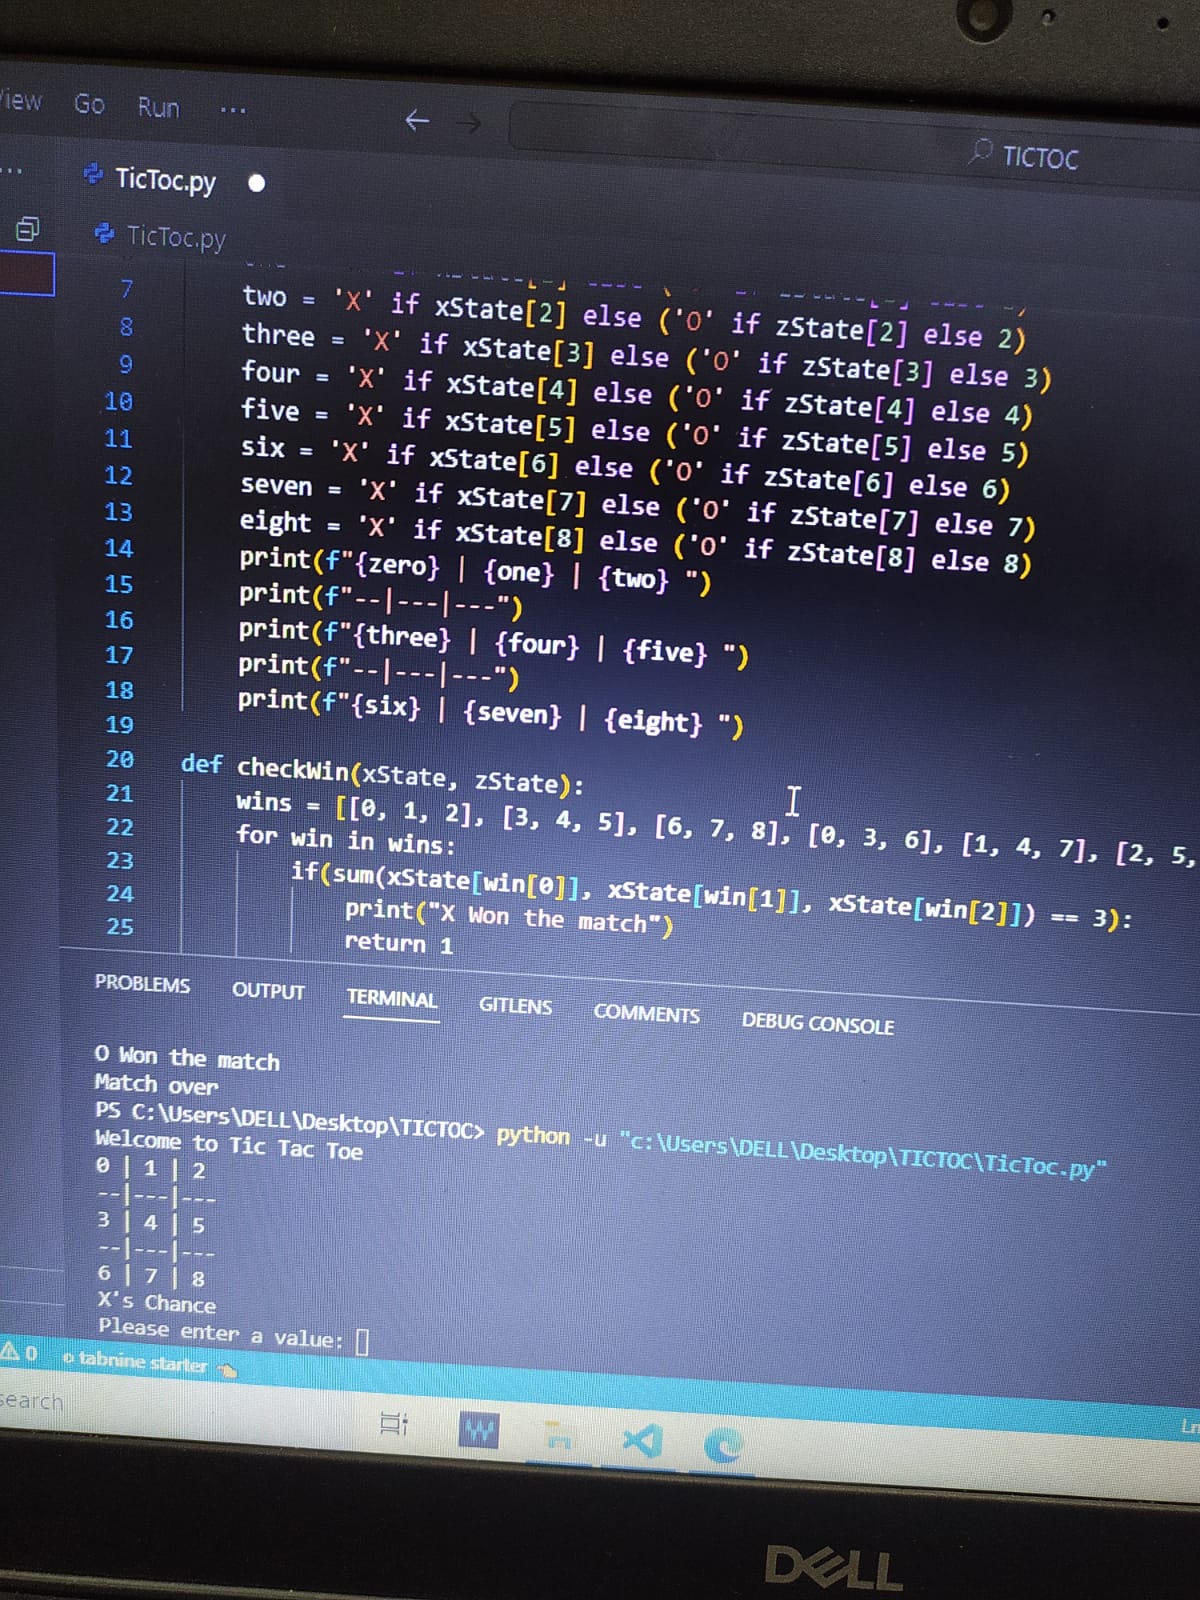 View Go Run ...
TICTOC
TicToc.py
TicToc.py
7 two = 'X' if xState[2] else ('O' if zState[2] else 2)
8 three = 'X' if xState[3] else ('O' if zState[3] else 3)
9 four = 'X' if xState[4] else ('O' if zState[4] else 4)
10 five = 'X' if xState[5] else ('O' if zState[5] else 5)
11 six = 'X' if xState[6] else ('O' if zState[6] else 6)
12 seven = 'X' if xState[7] else ('O' if zState[7] else 7)
13 eight = 'X' if xState[8] else ('O' if zState[8] else 8)
14 print(f"{zero} | {one} | {two} ")
15 print(f"--|---|---")
16 print(f"{three} | {four} | {five} ")
17 print(f"--|---|---")
18 print(f"{six} | {seven} | {eight} ")
19
20 def checkWin(xState, zState):
21 wins = [[0, 1, 2], [3, 4, 5], [6, 7, 8], [0, 3, 6], [1, 4, 7], [2, 5,
22 for win in wins:
23 if(sum(xState[win[0]], xState[win[1]], xState[win[2]]) == 3):
24 print("X Won the match")
25 return 1
PROBLEMS OUTPUT TERMINAL GITLENS COMMENTS DEBUG CONSOLE
O Won the match
Match over
PS C:\Users\DELL\Desktop\TICTOC> python -u "c:\Users\DELL\Desktop\TICTOC\TicToc.py"
Welcome to Tic Tac Toe
0 | 1 | 2
--|---|---
3 | 4 | 5
--|---|---
6 | 7 | 8
X's Chance
Please enter a value:
0 tabnine starter
Ln
search
DELL